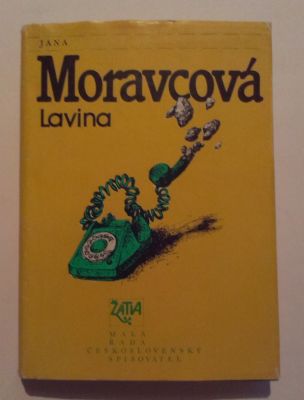 JANA
Moravcová
Lavina
ŽATVA
MALÁ
ŘADA
ČESKOSLOVENSKÝ
SPISOVATEL